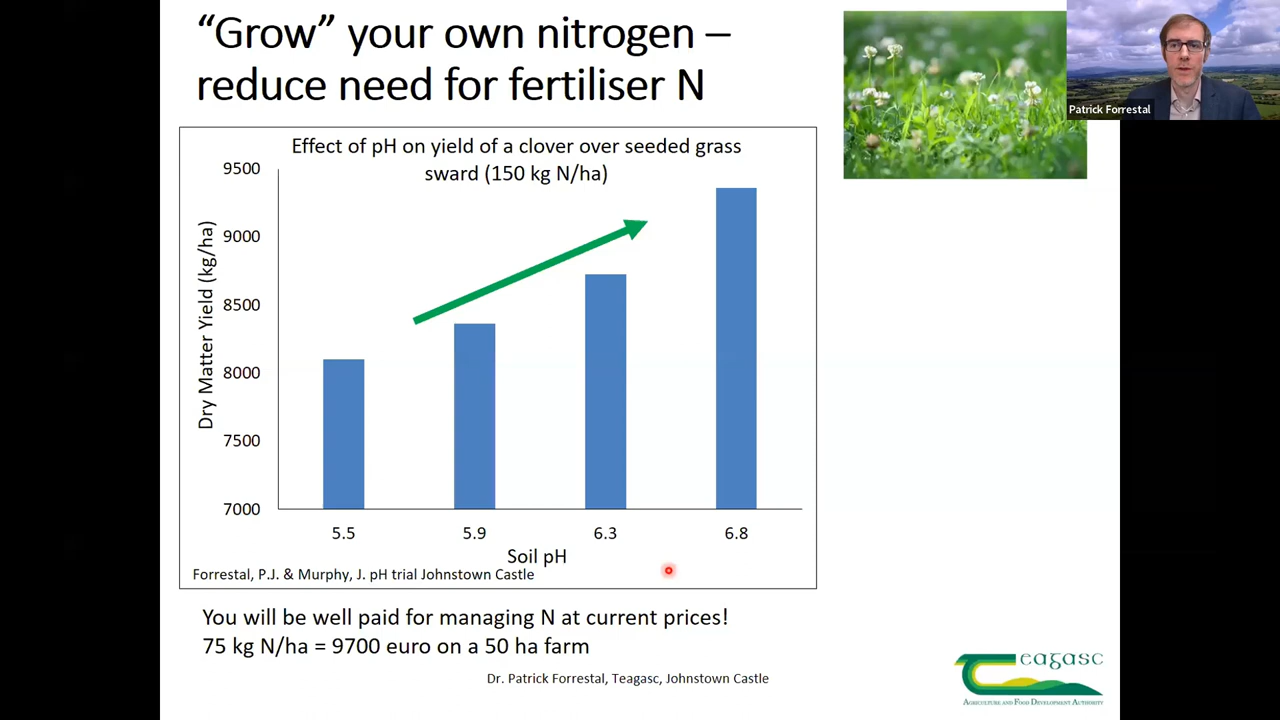 “Grow” your own nitrogen –
reduce need for fertiliser N
Patrick Forrestal
Effect of pH on yield of a clover over seeded grass
sward (150 kg N/ha)
Dry Matter Yield (kg/ha)
9500
9000
8500
8000
7500
7000
5.5 5.9 6.3 6.8
Soil pH
Forrestal, P.J. & Murphy, J. pH trial Johnstown Castle
You will be well paid for managing N at current prices!
75 kg N/ha = 9700 euro on a 50 ha farm
Dr. Patrick Forrestal, Teagasc, Johnstown Castle
eagasc
Agriculture and Food Development Authority